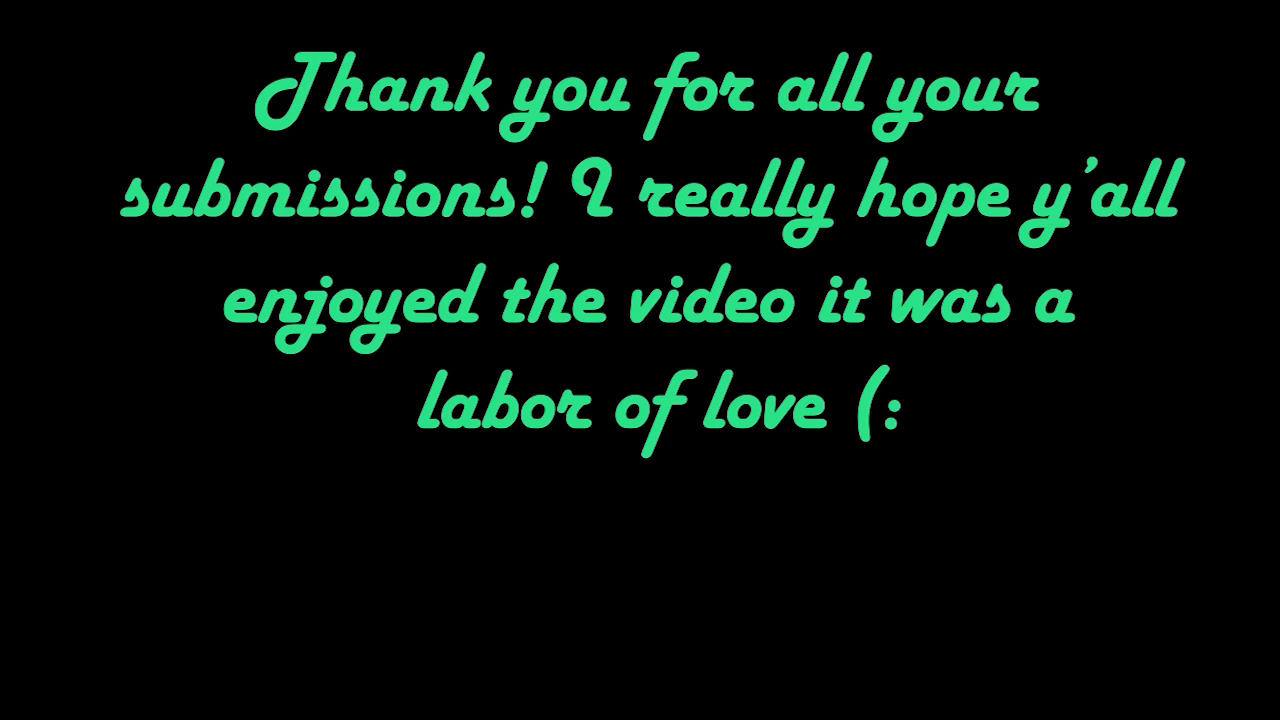 Thank you for all your
submissions! I really hope y’all
enjoyed the video it was a
labor of love (: